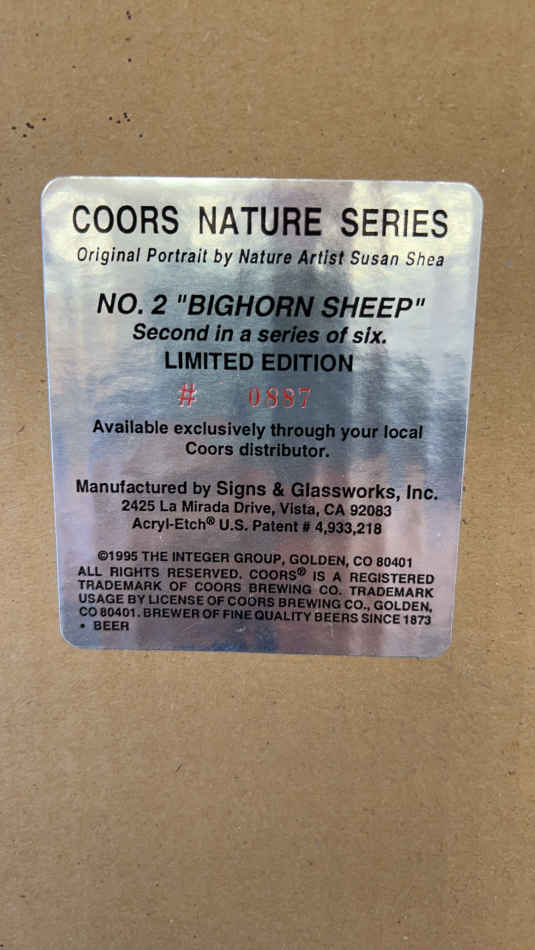 COORS NATURE SERIES
Original Portrait by Nature Artist Susan Shea
NO. 2 "BIGHORN SHEEP"
Second in a series of six.
LIMITED EDITION
# 0887
Available exclusively through your local
Coors distributor.
Manufactured by Signs & Glassworks, Inc.
2425 La Mirada Drive, Vista, CA 92083
Acryl-Etch® U.S. Patent # 4,933,218
©1995 THE INTEGER GROUP, GOLDEN, CO 80401
ALL RIGHTS RESERVED. COORS® IS A REGISTERED
TRADEMARK OF COORS BREWING CO. TRADEMARK
USAGE BY LICENSE OF COORS BREWING CO., GOLDEN,
CO 80401. BREWER OF FINE QUALITY BEERS SINCE 1873
• BEER